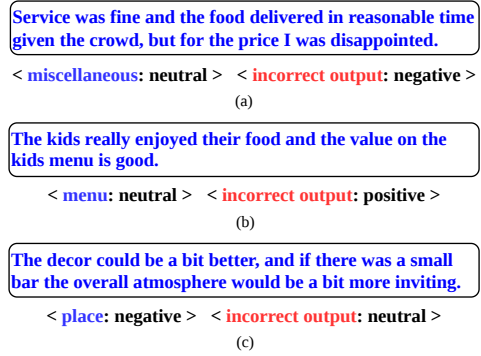 Service was fine and the food delivered in reasonable time
given the crowd, but for the price I was disappointed.
< miscellaneous: neutral > < incorrect output: negative >
(a)
The kids really enjoyed their food and the value on the
kids menu is good.
< menu: neutral > < incorrect output: positive >
(b)
The decor could be a bit better, and if there was a small
bar the overall atmosphere would be a bit more inviting.
< place: negative > < incorrect output: neutral >
(c)